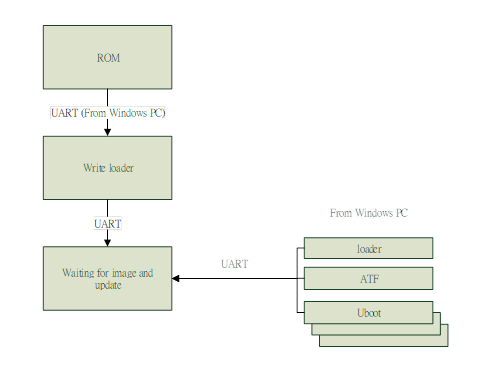 ROM
UART (From Windows PC)
Write loader
UART
Waiting for image and
update
UART
From Windows PC
loader
ATF
Uboot